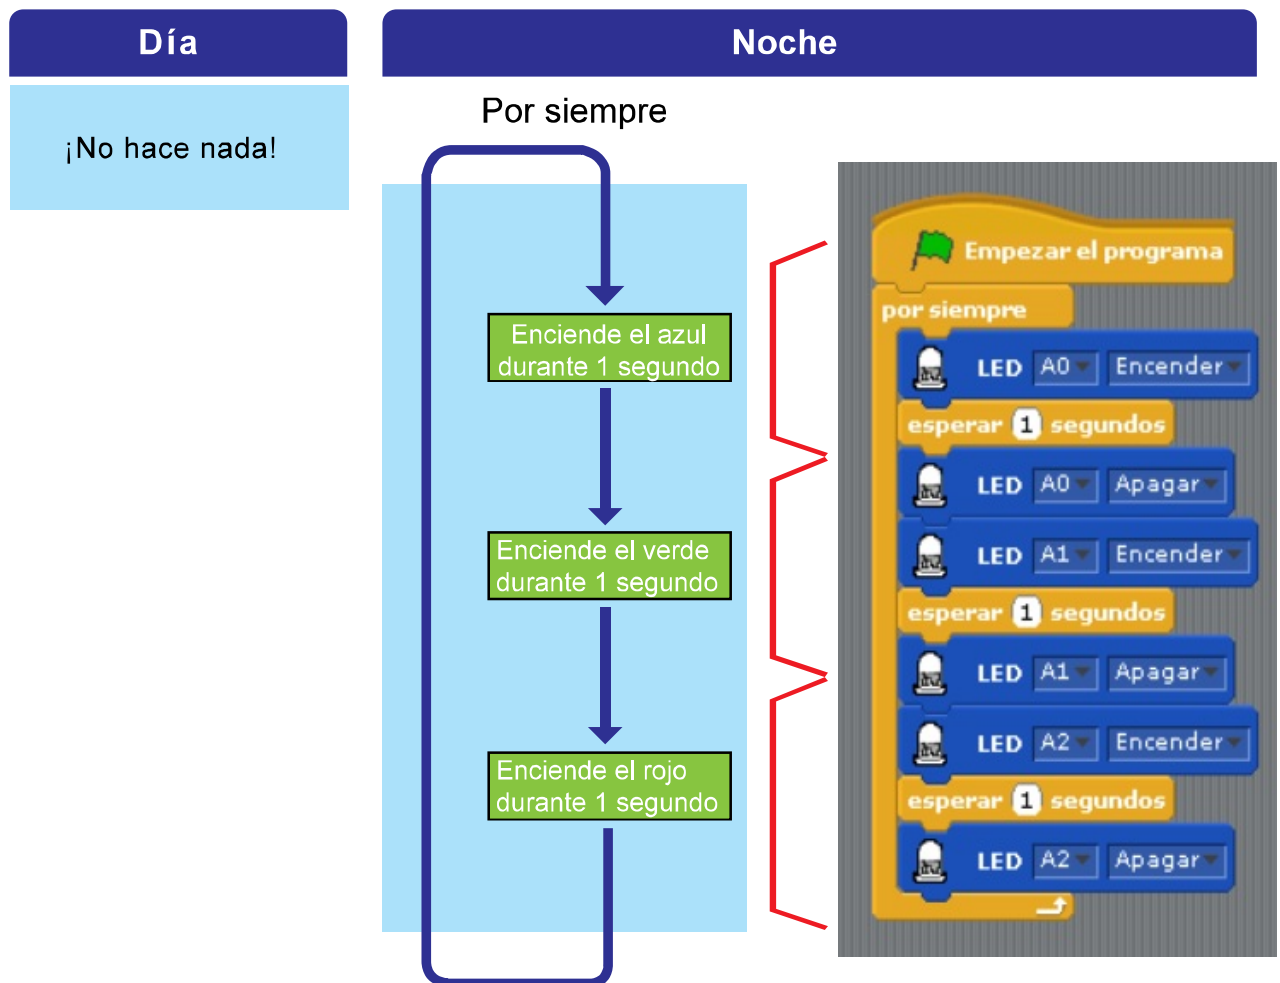 Día
¡No hace nada!
Noche
Por siempre
Enciende el azul
durante 1 segundo
Enciende el verde
durante 1 segundo
Enciende el rojo
durante 1 segundo
Empezar el programa
por siempre
LED A0 Encender
esperar 1 segundos
LED A0 Apagar
LED A1 Encender
esperar 1 segundos
LED A1 Apagar
LED A2 Encender
esperar 1 segundos
LED A2 Apagar